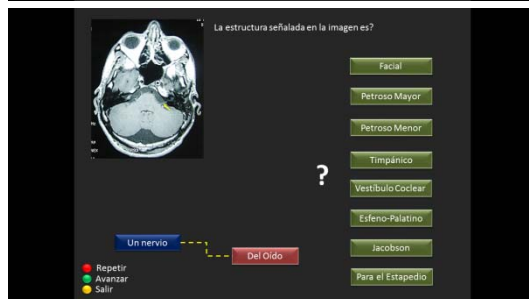 La estructura señalada en la imagen es?
Facial
Petroso Mayor
Petroso Menor
Timpánico
?
Vestíbulo Coclear
Esfeno-Palatino
Un nervio
Del Oído
Jacobson
Repetir
Avanzar
Salir
Para el Estapedio